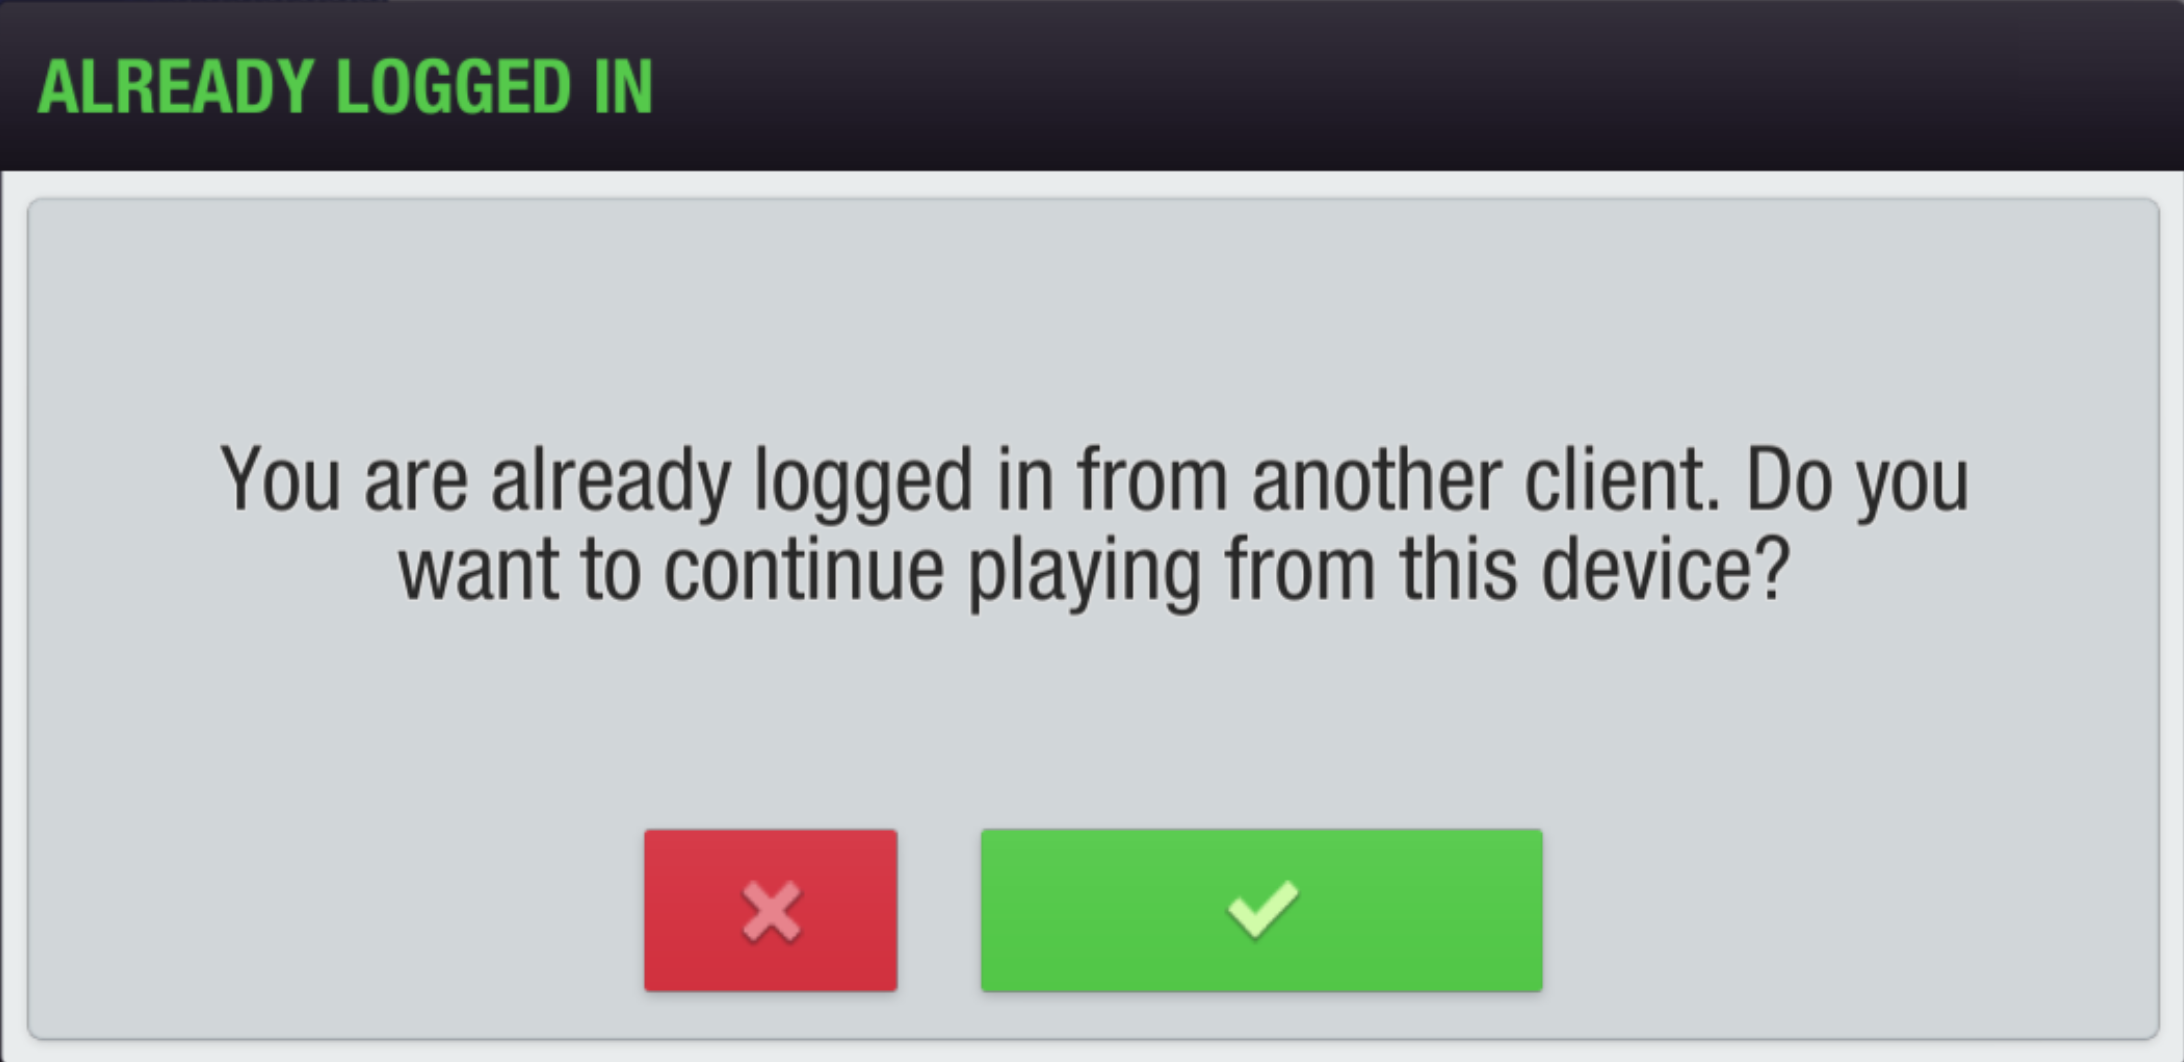 ALREADY LOGGED IN
You are already logged in from another client. Do you
want to continue playing from this device?